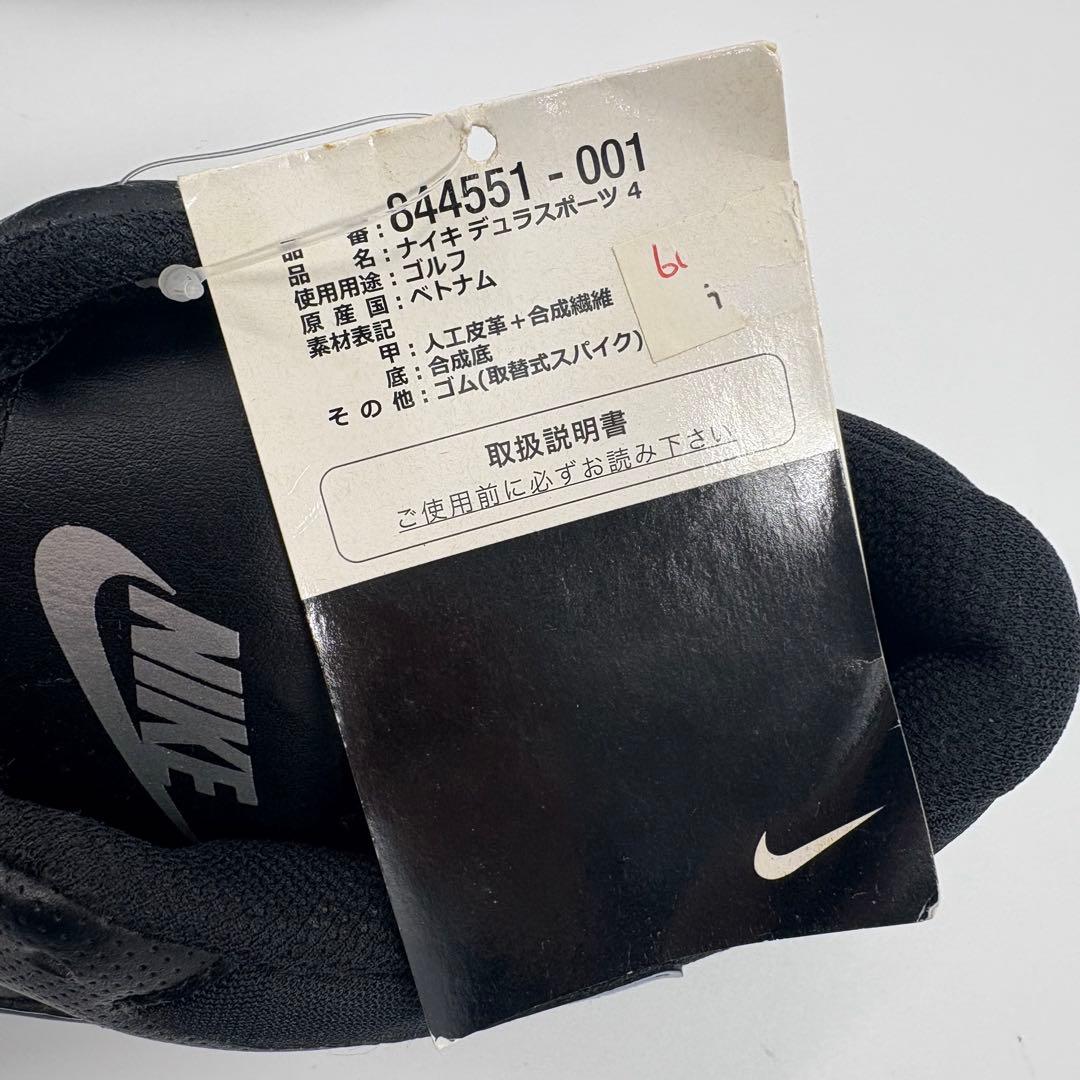 品番：844551 - 001
品名：ナイキ デュラスポーツ 4
使用用途：ゴルフ
原産国：ベトナム
素材表記
甲：人工皮革＋合成繊維
底：合成底
その他：ゴム(取替式スパイク)
取扱説明書
ご使用前に必ずお読み下さい
NIKE